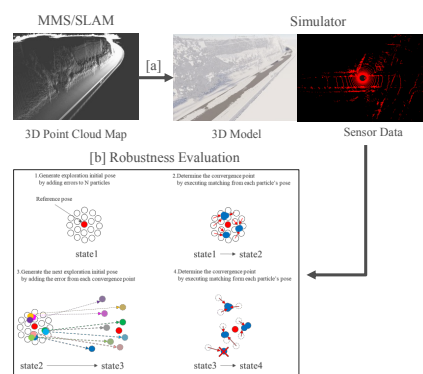 MMS/SLAM
Simulator
[a]
3D Point Cloud Map
3D Model
Sensor Data
[b] Robustness Evaluation
1.Generate exploration initial pose
by adding errors to N particles
Reference pose
state1
2.Determine the convergence point
by executing matching from each particle's pose
state1
state2
3.Generate the next exploration initial pose
by adding the error from each convergence point
state2
state3
4.Determine the convergence point
by executing matching form each particle's pose
state3
state4